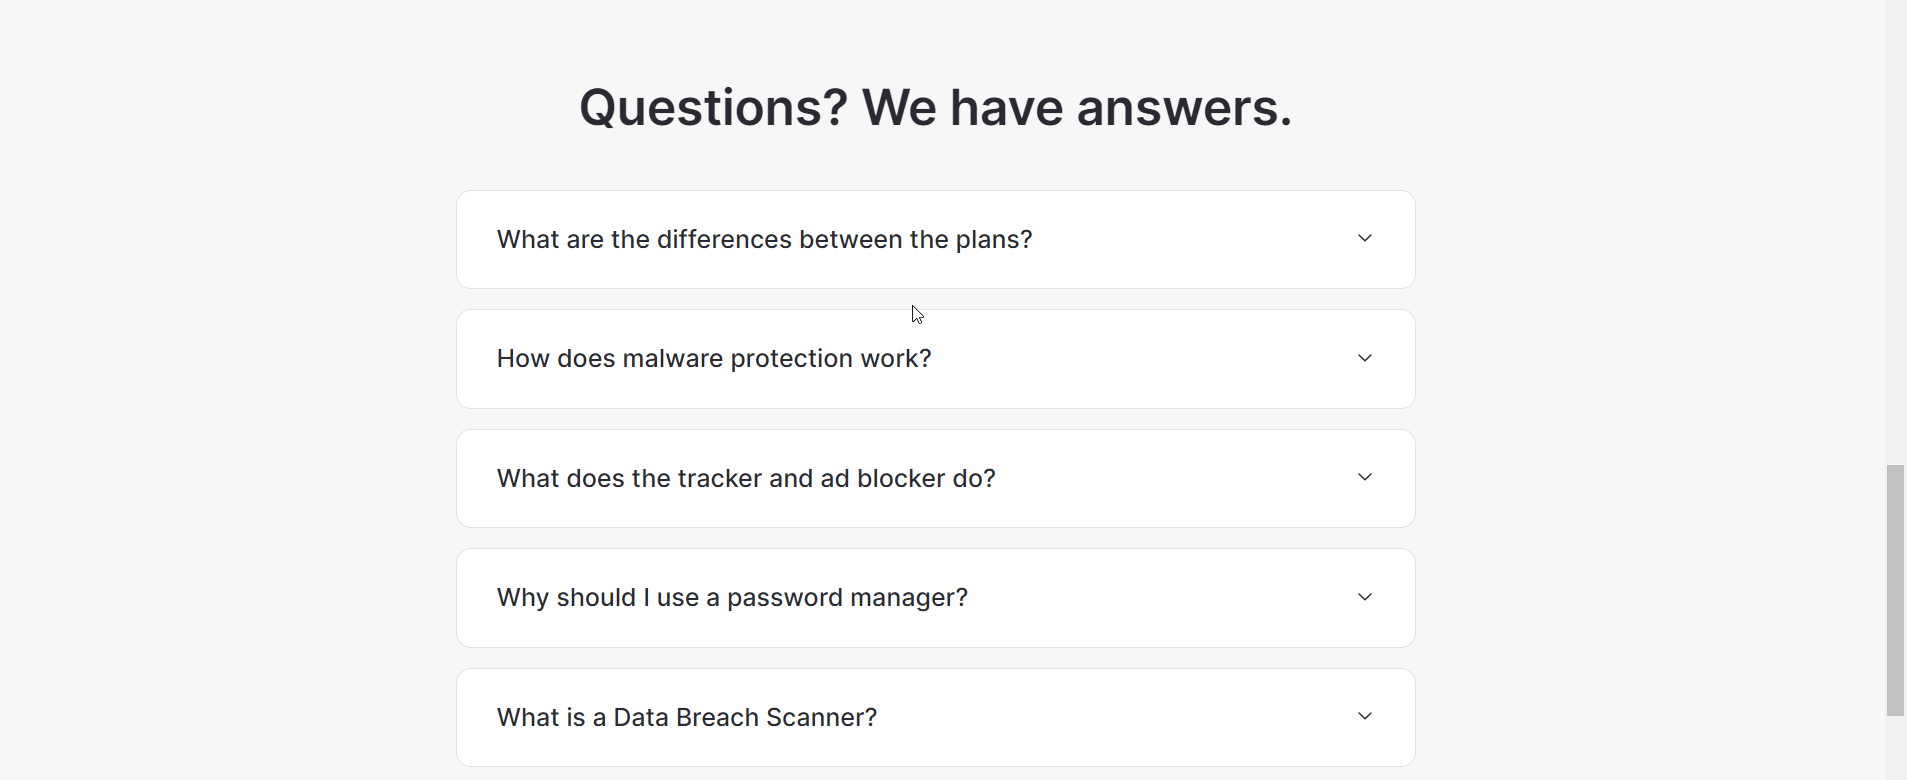 Questions? We have answers.
What are the differences between the plans?
How does malware protection work?
What does the tracker and ad blocker do?
Why should I use a password manager?
What is a Data Breach Scanner?